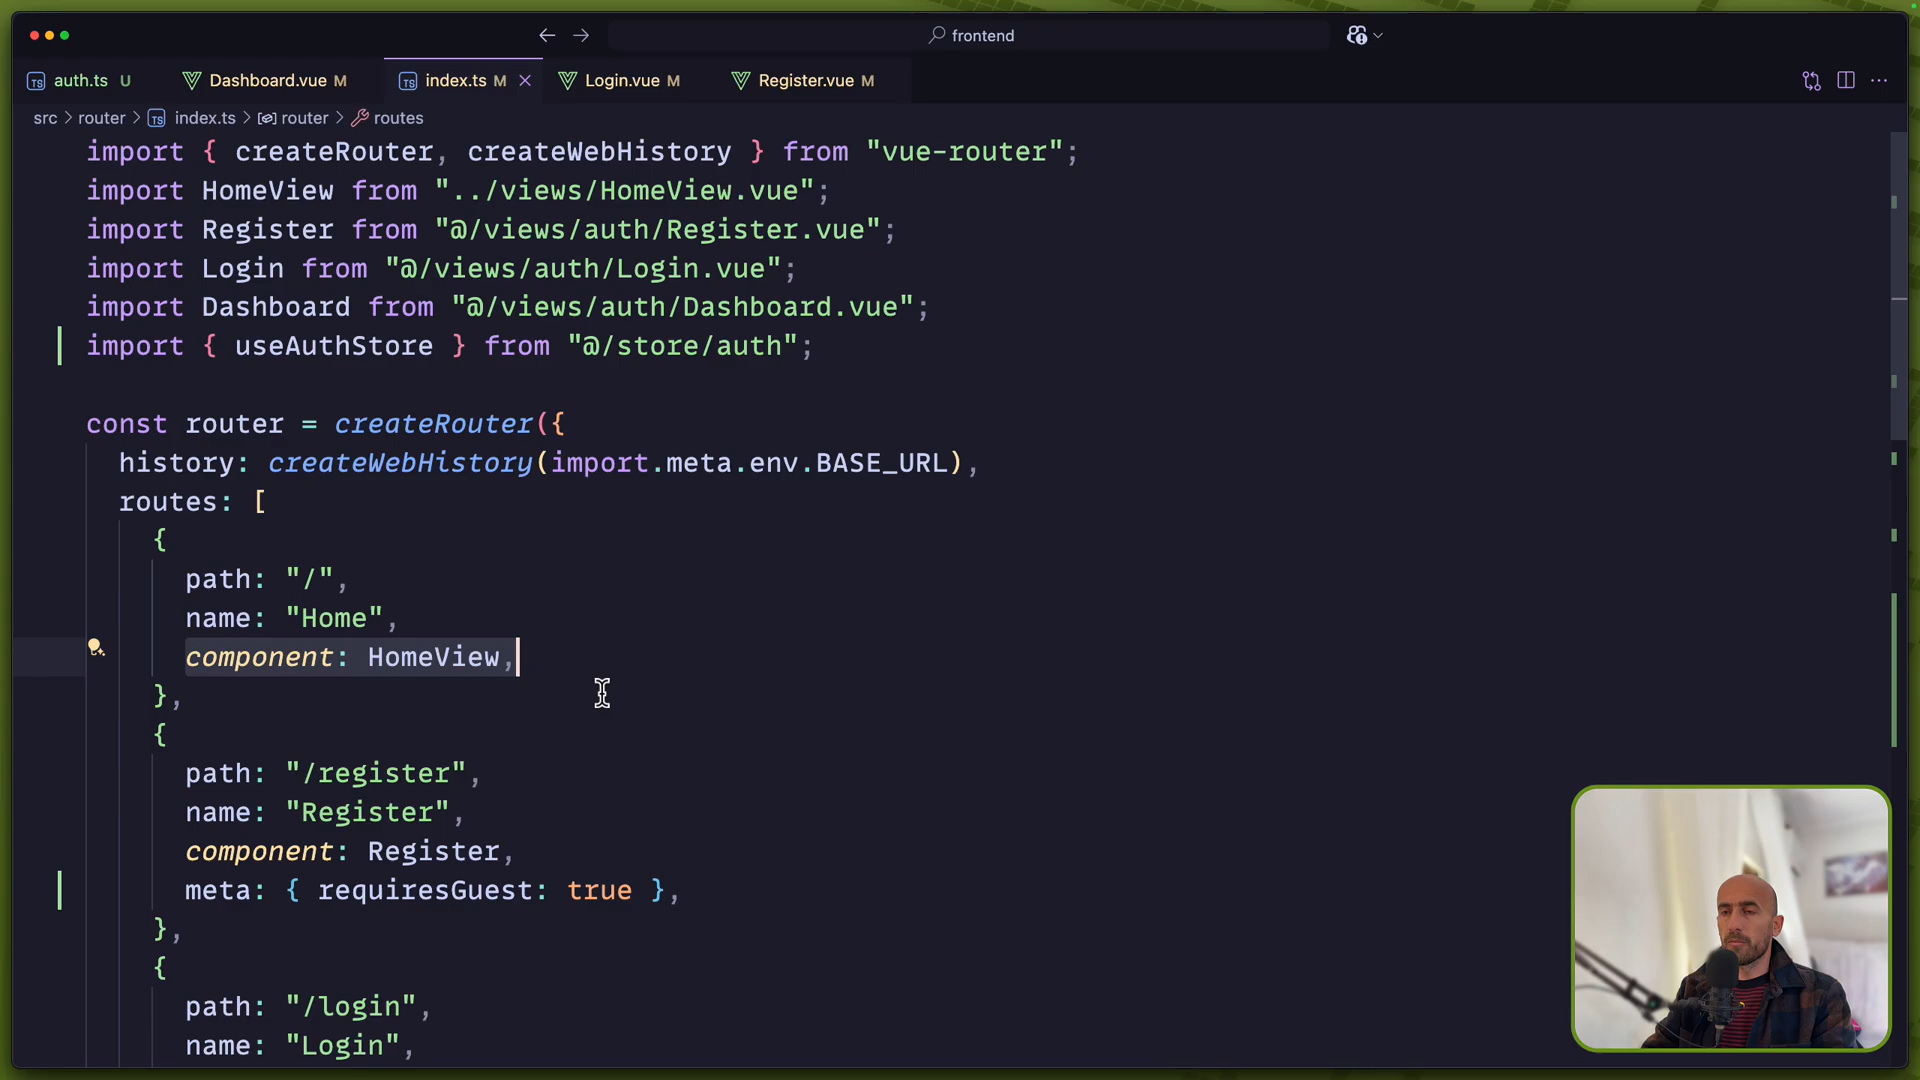 frontend
auth.ts U
Dashboard.vue M
index.ts M
Login.vue M
Register.vue M
src > router > TS index.ts > router > routes
import { createRouter, createWebHistory } from "vue-router";
import HomeView from "../views/HomeView.vue";
import Register from "@/views/auth/Register.vue";
import Login from "@/views/auth/Login.vue";
import Dashboard from "@/views/auth/Dashboard.vue";
import { useAuthStore } from "@/store/auth";
const router = createRouter({
history: createWebHistory(import.meta.env.BASE_URL),
routes: [
{
path: "/",
name: "Home",
component: HomeView,
},
{
path: "/register",
name: "Register",
component: Register,
meta: { requiresGuest: true },
},
{
path: "/login",
name: "Login",